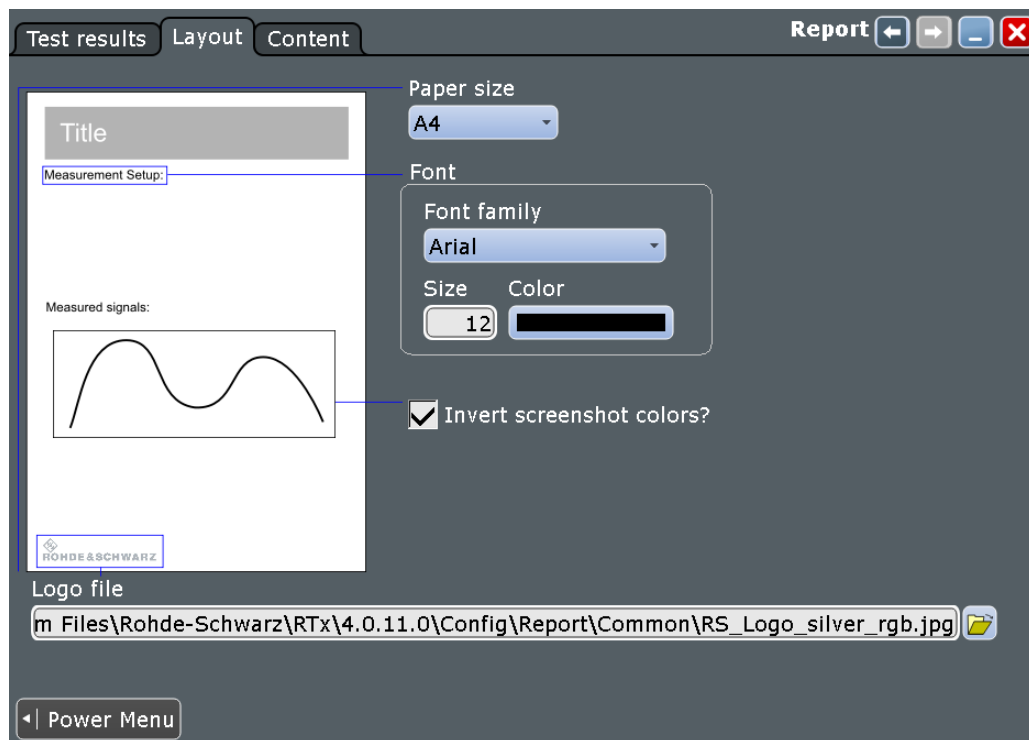 Test results
Layout
Content
Report
Title
Measurement Setup:
Measured signals:
ROHDE&SCHWARZ
Paper size
A4
Font
Font family
Arial
Size
Color
12
Invert screenshot colors?
Logo file
m Files\Rohde-Schwarz\RTx\4.0.11.0\Config\Report\Common\RS_Logo_silver_rgb.jpg
Power Menu